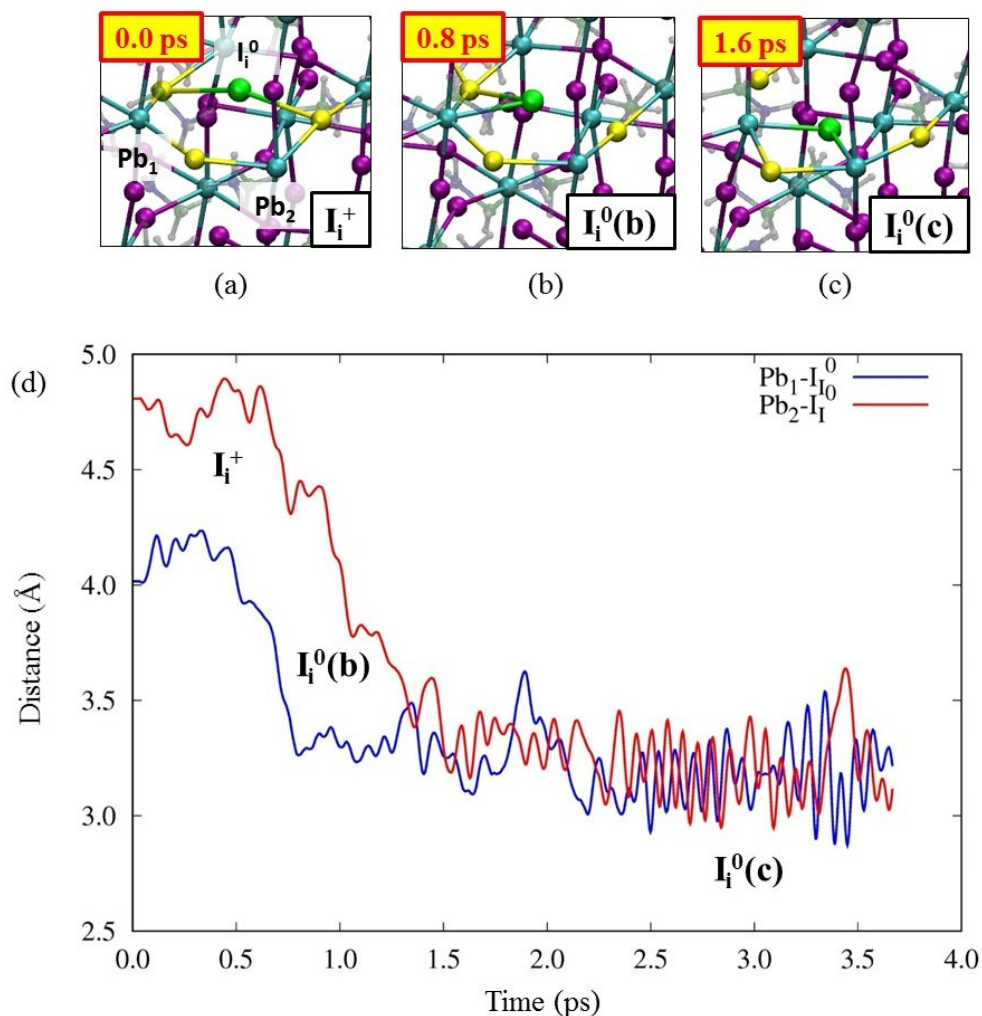 0.0 ps
I_i^0
Pb_1
Pb_2
I_i^+
0.8 ps
I_i^0(b)
1.6 ps
I_i^0(c)
(a)
(b)
(c)
(d)
5.0
4.5
4.0
3.5
3.0
2.5
Distance (Å)
Pb_1-I_I^0
Pb_2-I_I^0
I_i^+
I_i^0(b)
I_i^0(c)
0.0 0.5 1.0 1.5 2.0 2.5 3.0 3.5 4.0
Time (ps)